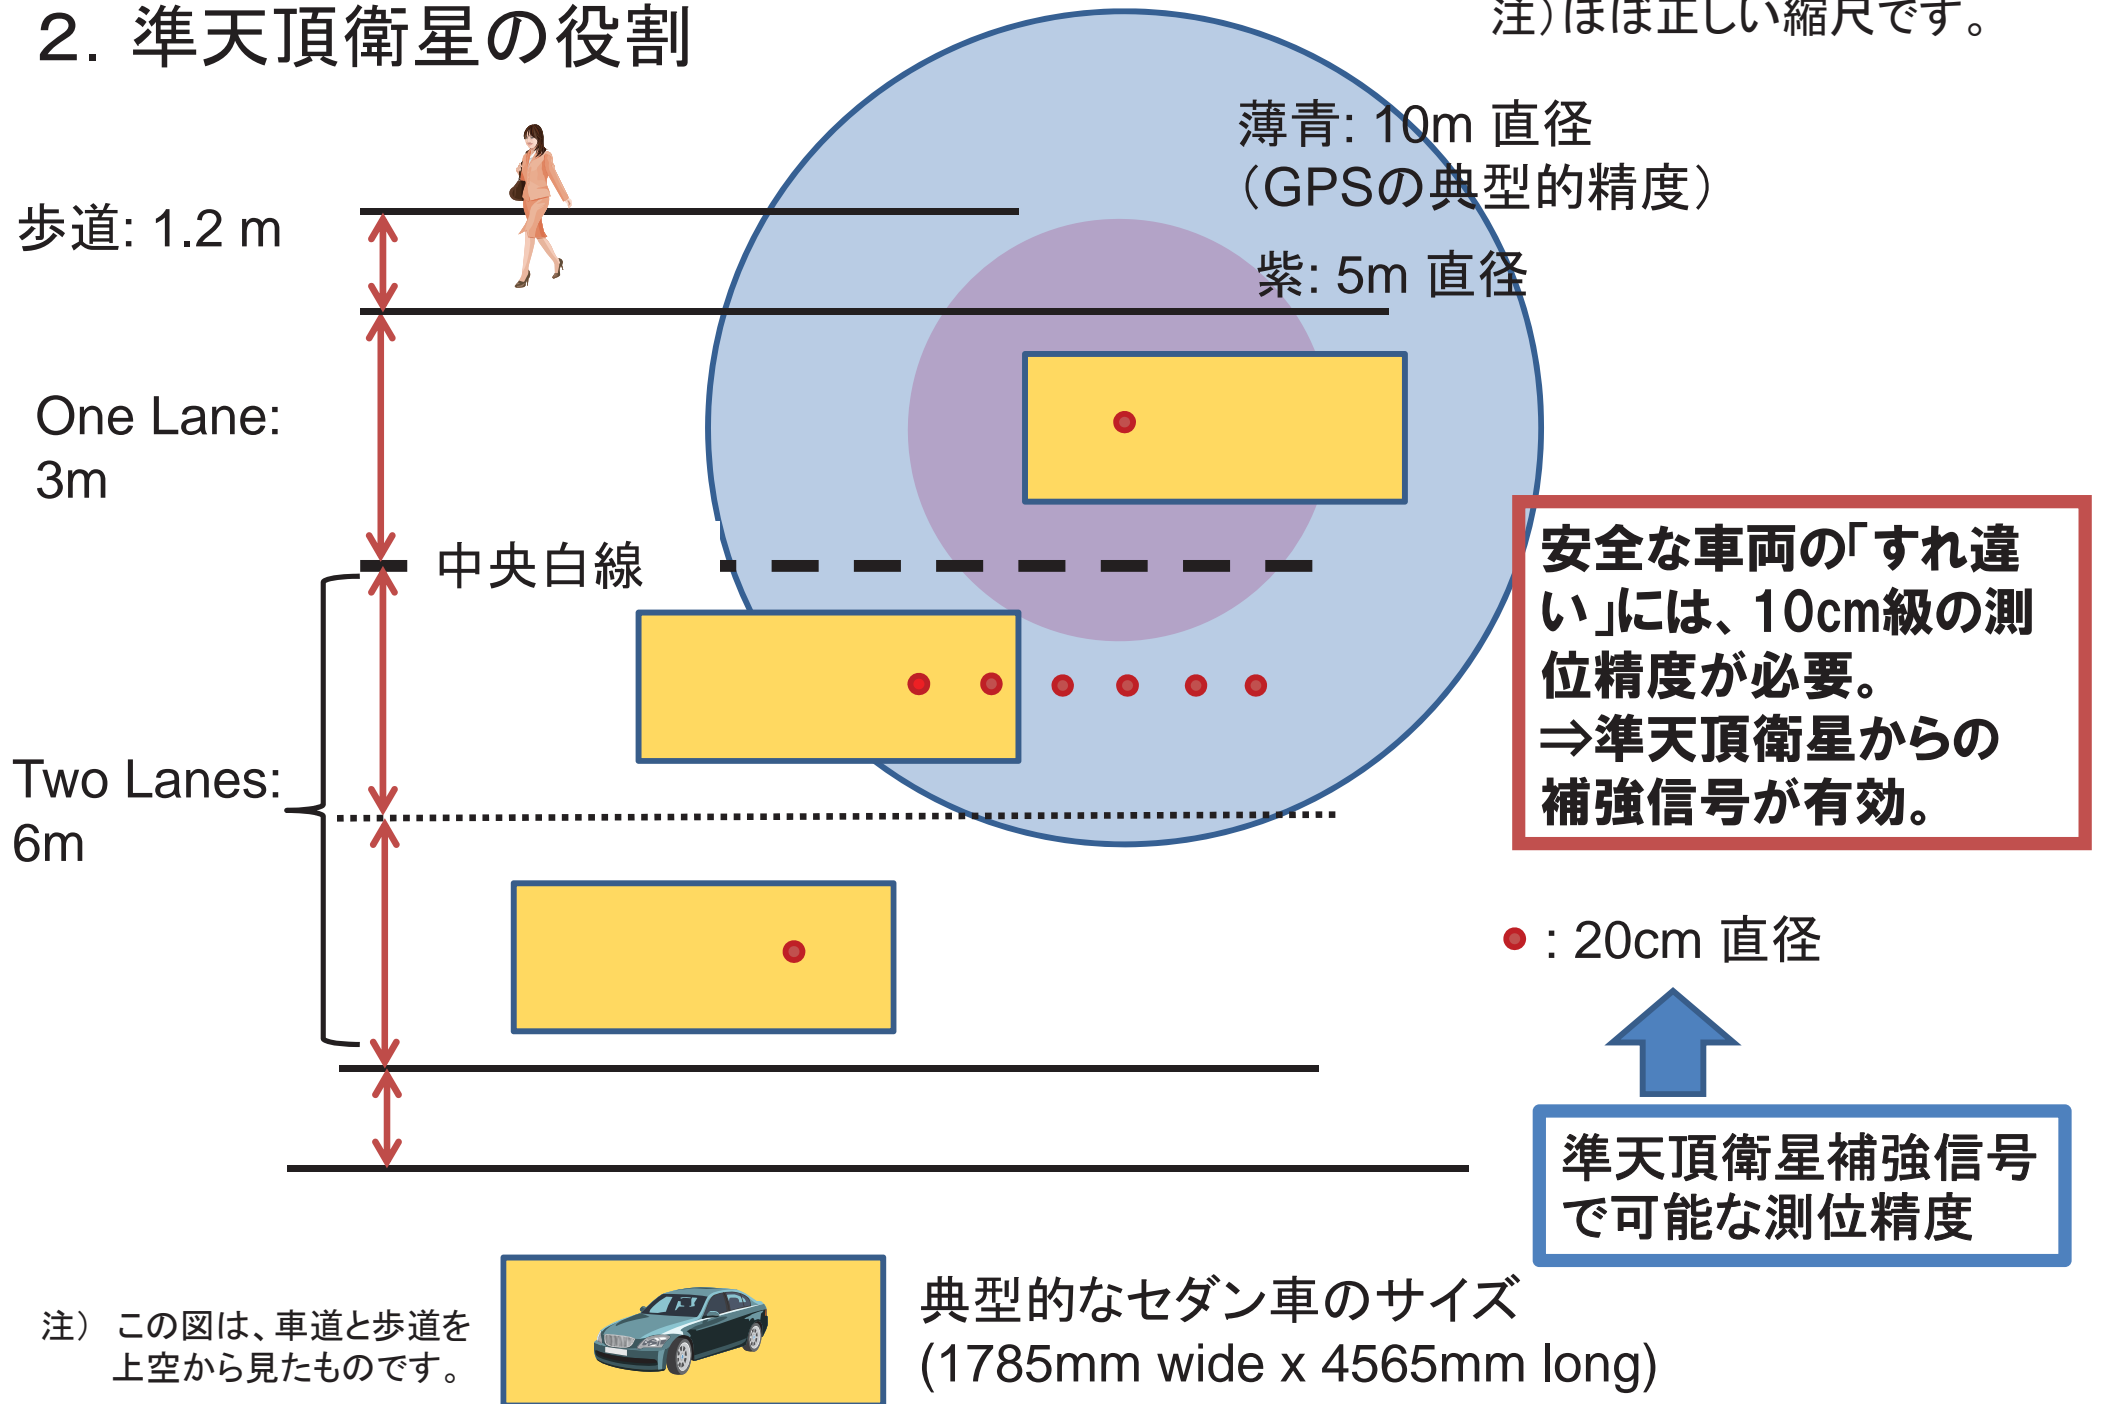 ２．準天頂衛星の役割
注）ほぼ正しい縮尺です。
薄青: 10m 直径
（GPSの典型的精度）
歩道: 1.2 m
紫: 5m 直径
One Lane:
3m
中央白線
安全な車両の「すれ違
い」には、10cm級の測
位精度が必要。
⇒準天頂衛星からの
補強信号が有効。
Two Lanes:
6m
: 20cm 直径
準天頂衛星補強信号
で可能な測位精度
典型的なセダン車のサイズ
(1785mm wide x 4565mm long)
注） この図は、車道と歩道を
上空から見たものです。